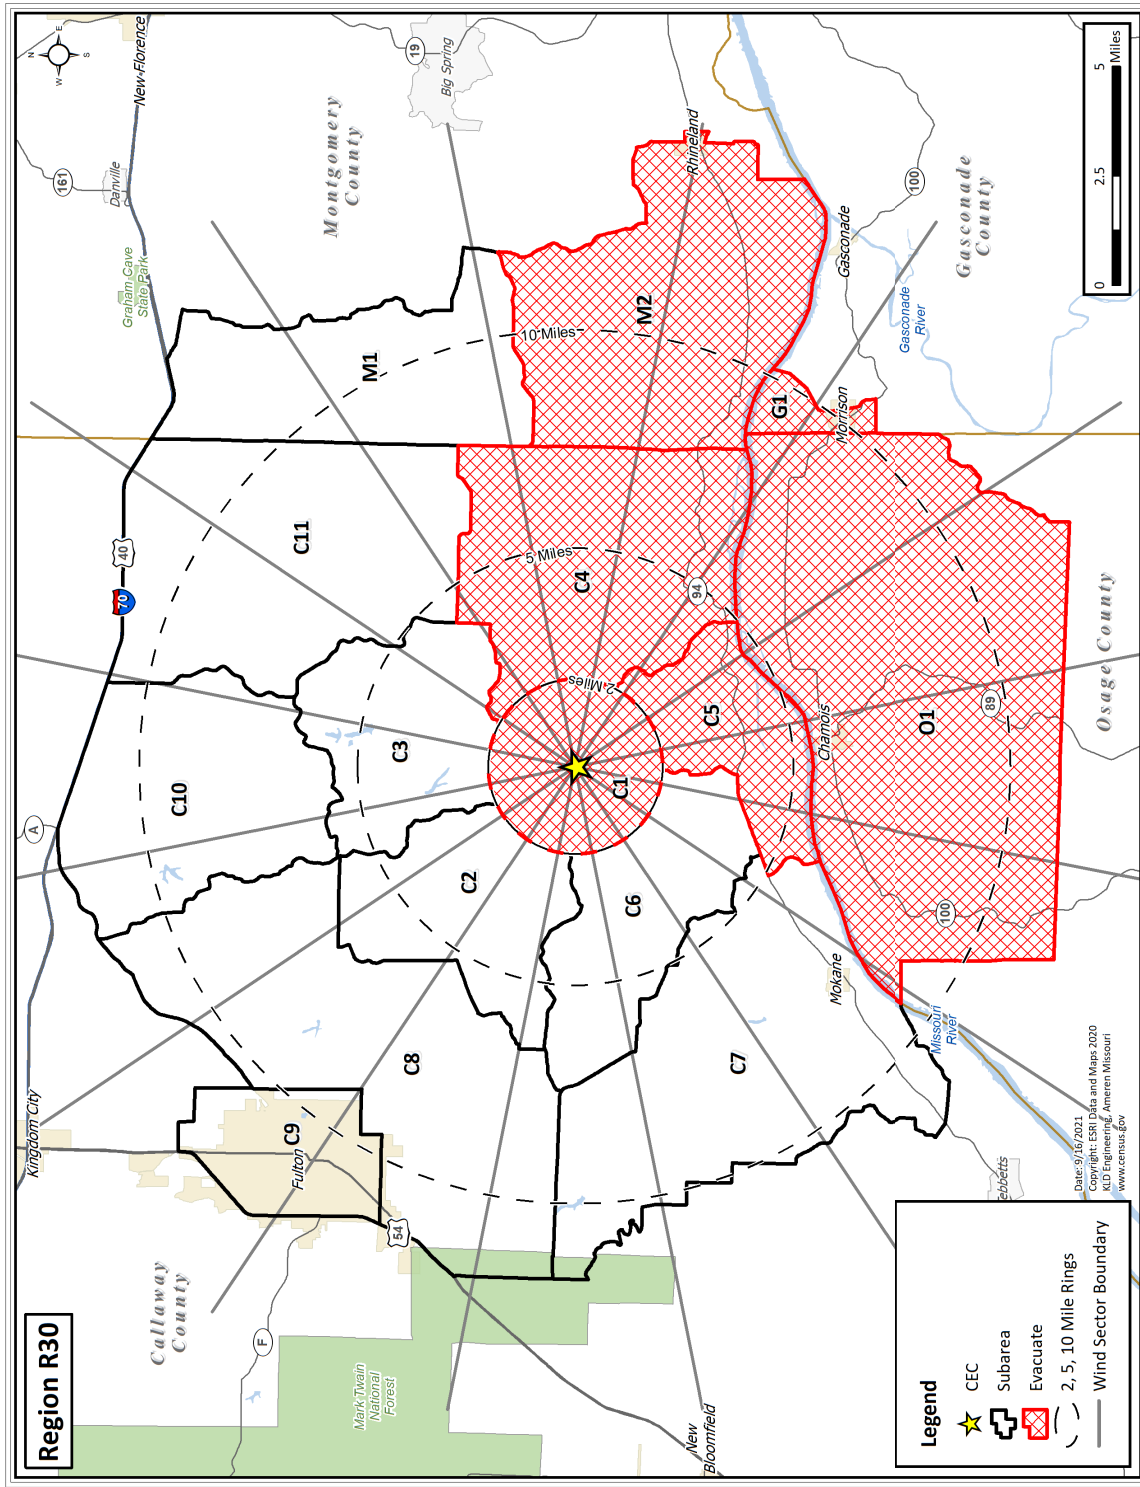 Region R30
Kingdom City
Callaway
County
F
Mark Twain
National
Forest
New
Bloomfield
54
Fulton
C9
A
70
40
161
Danville
New Florence
Graham Cave
State Park
Montgomery
County
19
Big Spring
N
E
S
W
C10
C11
M1
C3
C2
C8
C1
C4
C5
C6
C7
M2
G1
O1
2 Miles
5 Miles
10 Miles
94
Rhineland
Gasconade
Morrison
Chamois
Mokane
100
89
100
Gasconade
River
Missouri
River
Gasconade
County
Osage County
0
2.5
5
Miles
Legend
CEC
Subarea
Evacuate
2, 5, 10 Mile Rings
Wind Sector Boundary
Date: 9/16/2021
Copyright: ESRI Data and Maps 2020
KLD Engineering, Ameren Missouri
www.census.gov